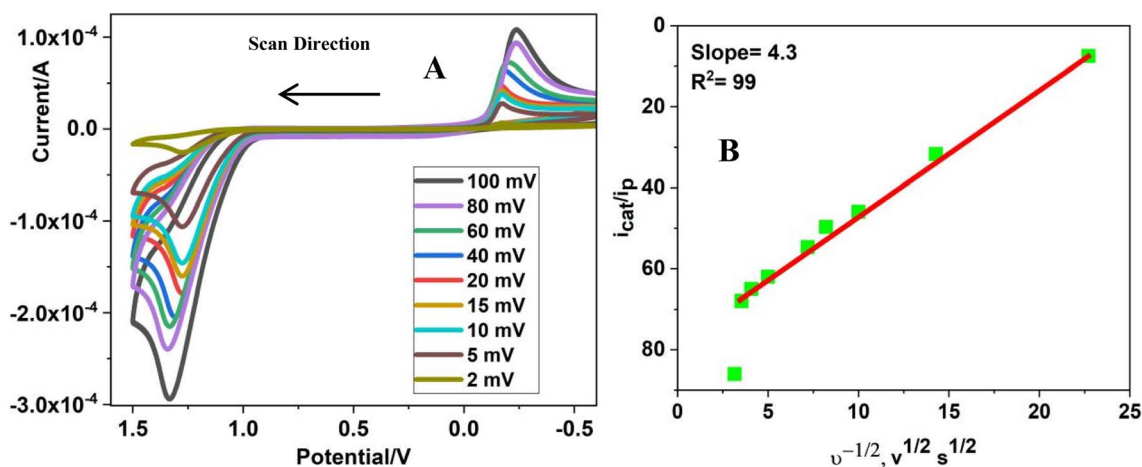 1.0x10⁻⁴
0.0
-1.0x10⁻⁴
-2.0x10⁻⁴
-3.0x10⁻⁴
Current/A
Scan Direction
A
100 mV
80 mV
60 mV
40 mV
20 mV
15 mV
10 mV
5 mV
2 mV
1.5 1.0 0.5 0.0 -0.5
Potential/V
0
20
40
60
80
i_cat/i_p
Slope= 4.3
R²= 99
B
0 5 10 15 20 25
υ⁻¹/², v¹/² s¹/²